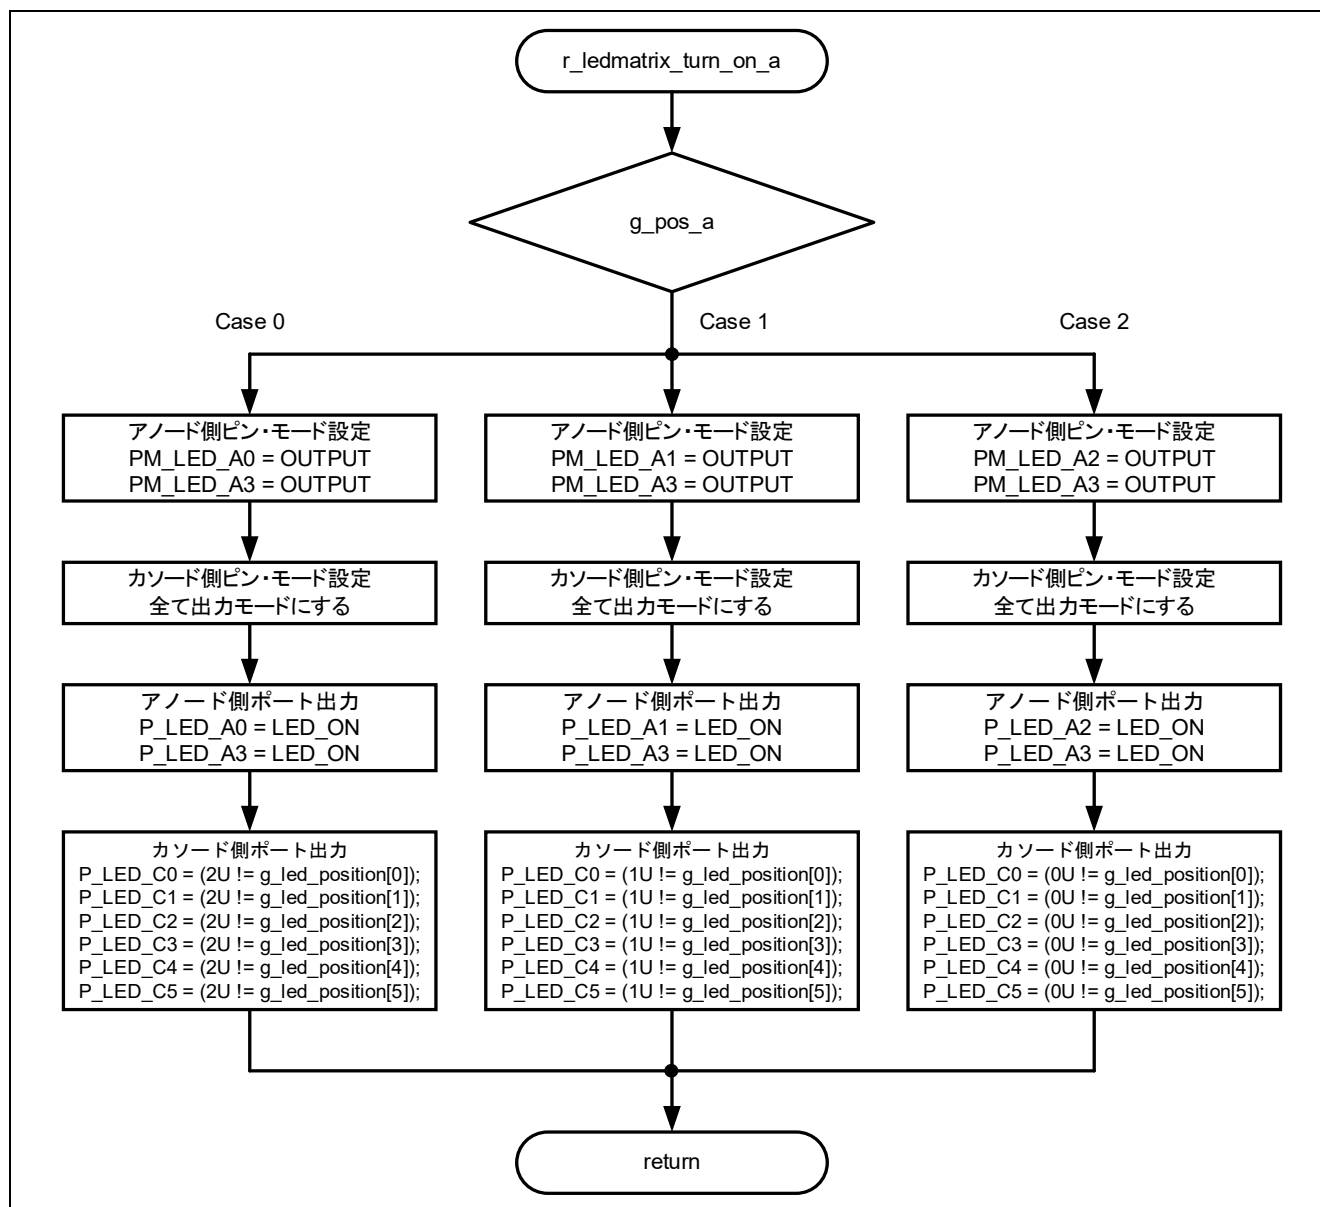 r_ledmatrix_turn_on_a
g_pos_a
Case 0
Case 1
Case 2
アノード側ピン・モード設定
PM_LED_A0 = OUTPUT
PM_LED_A3 = OUTPUT
アノード側ピン・モード設定
PM_LED_A1 = OUTPUT
PM_LED_A3 = OUTPUT
アノード側ピン・モード設定
PM_LED_A2 = OUTPUT
PM_LED_A3 = OUTPUT
カソード側ピン・モード設定
全て出力モードにする
カソード側ピン・モード設定
全て出力モードにする
カソード側ピン・モード設定
全て出力モードにする
アノード側ポート出力
P_LED_A0 = LED_ON
P_LED_A3 = LED_ON
アノード側ポート出力
P_LED_A1 = LED_ON
P_LED_A3 = LED_ON
アノード側ポート出力
P_LED_A2 = LED_ON
P_LED_A3 = LED_ON
カソード側ポート出力
P_LED_C0 = (2U != g_led_position[0]);
P_LED_C1 = (2U != g_led_position[1]);
P_LED_C2 = (2U != g_led_position[2]);
P_LED_C3 = (2U != g_led_position[3]);
P_LED_C4 = (2U != g_led_position[4]);
P_LED_C5 = (2U != g_led_position[5]);
カソード側ポート出力
P_LED_C0 = (1U != g_led_position[0]);
P_LED_C1 = (1U != g_led_position[1]);
P_LED_C2 = (1U != g_led_position[2]);
P_LED_C3 = (1U != g_led_position[3]);
P_LED_C4 = (1U != g_led_position[4]);
P_LED_C5 = (1U != g_led_position[5]);
カソード側ポート出力
P_LED_C0 = (0U != g_led_position[0]);
P_LED_C1 = (0U != g_led_position[1]);
P_LED_C2 = (0U != g_led_position[2]);
P_LED_C3 = (0U != g_led_position[3]);
P_LED_C4 = (0U != g_led_position[4]);
P_LED_C5 = (0U != g_led_position[5]);
return